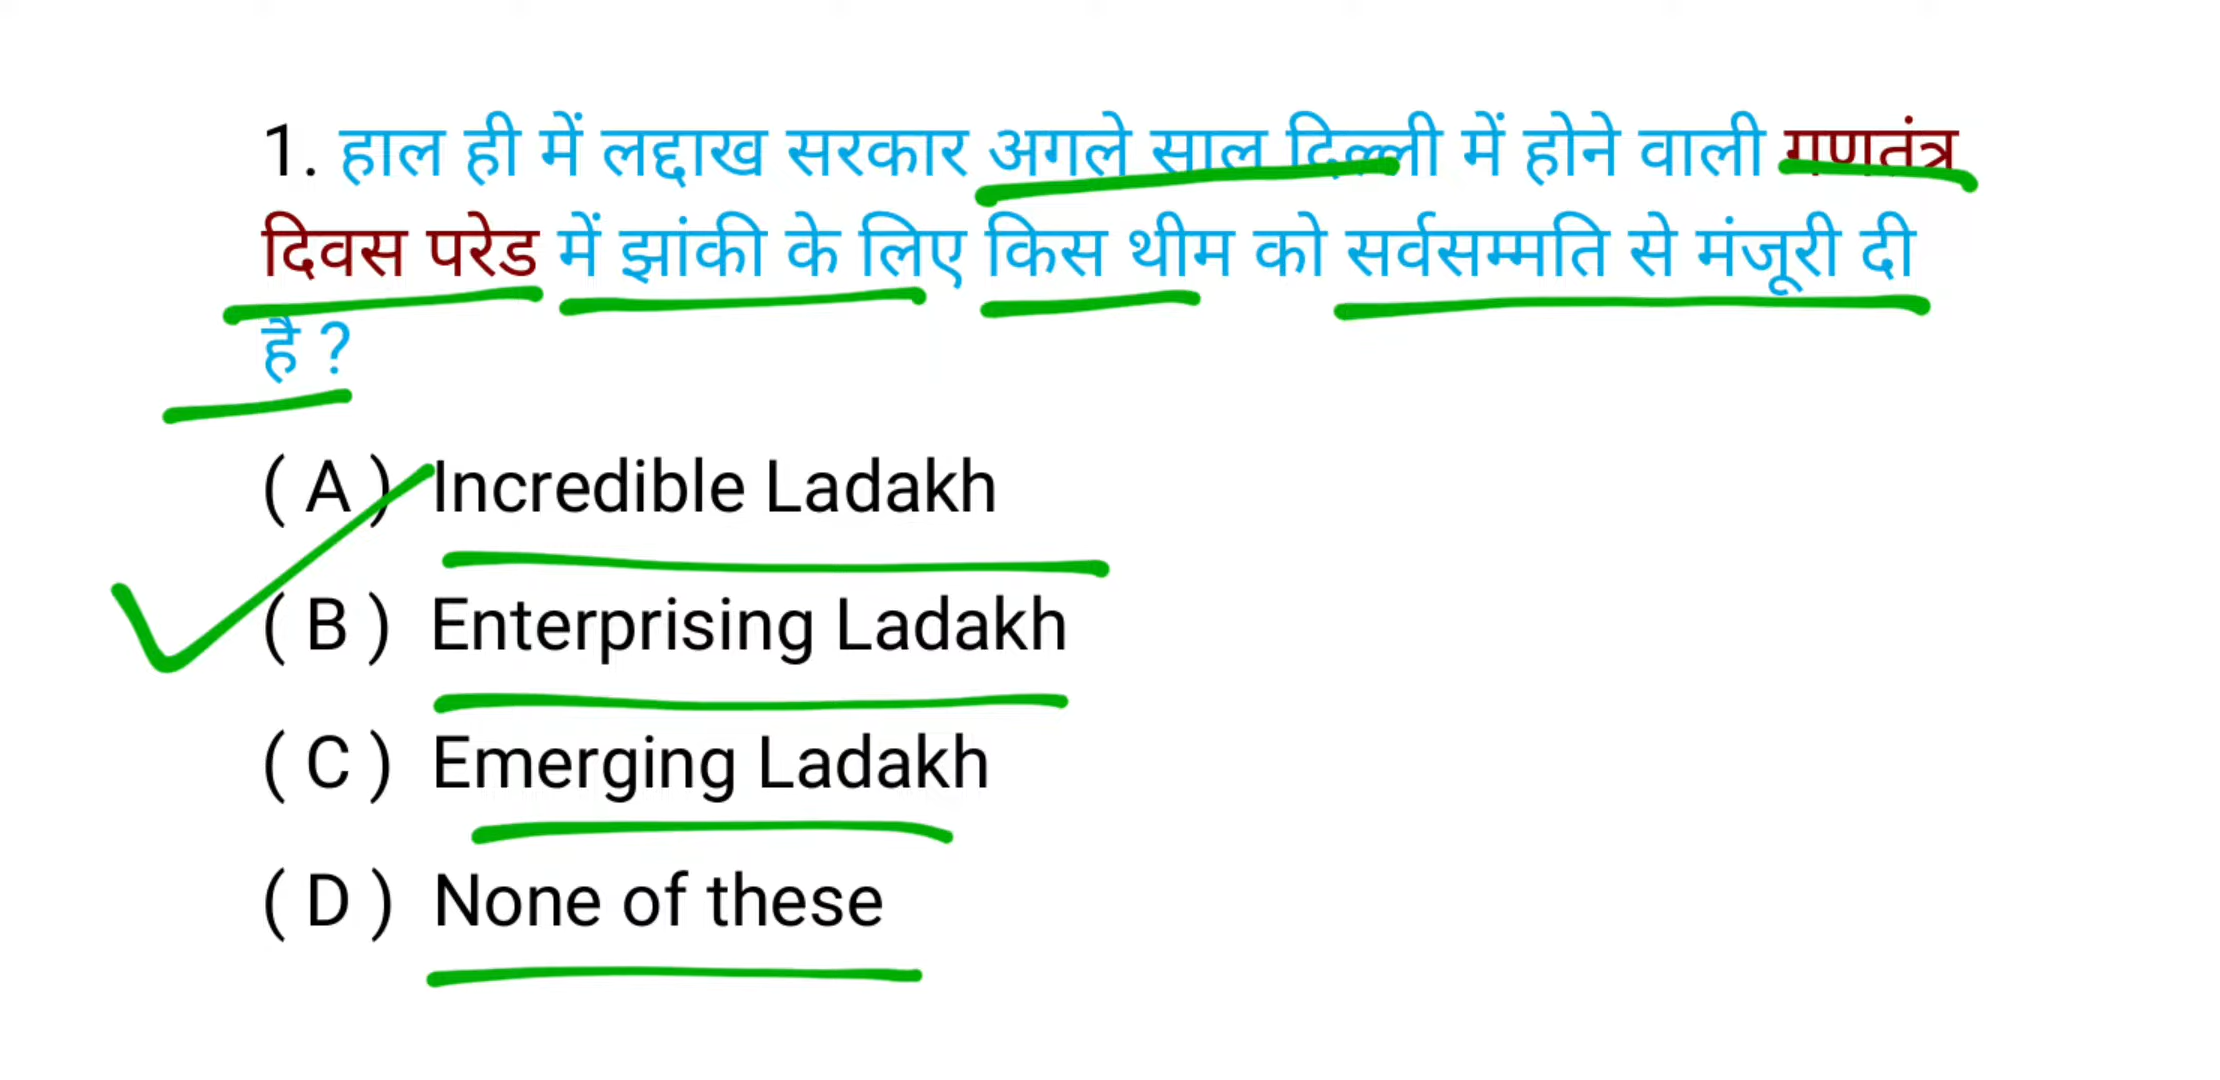 1. हाल ही में लद्दाख सरकार अगले साल दिल्ली में होने वाली गणतंत्र
दिवस परेड में झांकी के लिए किस थीम को सर्वसम्मति से मंजूरी दी
है ?
( A ) Incredible Ladakh
( B ) Enterprising Ladakh
( C ) Emerging Ladakh
( D ) None of these